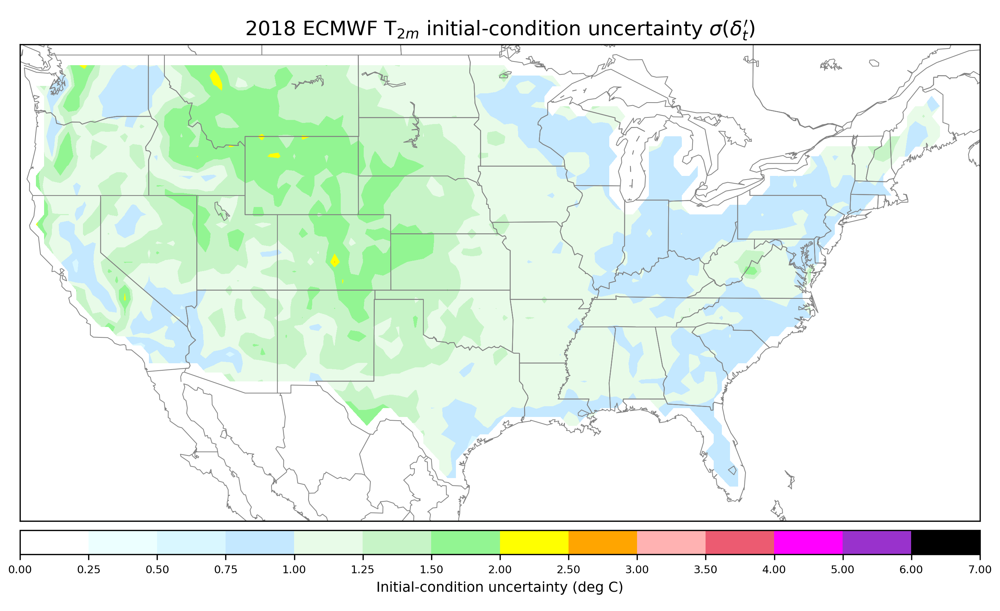 2018 ECMWF T₂ₘ initial-condition uncertainty σ(δ′ₜ)
0.00 0.25 0.50 0.75 1.00 1.25 1.50 2.00 2.50 3.00 3.50 4.00 5.00 6.00 7.00
Initial-condition uncertainty (deg C)